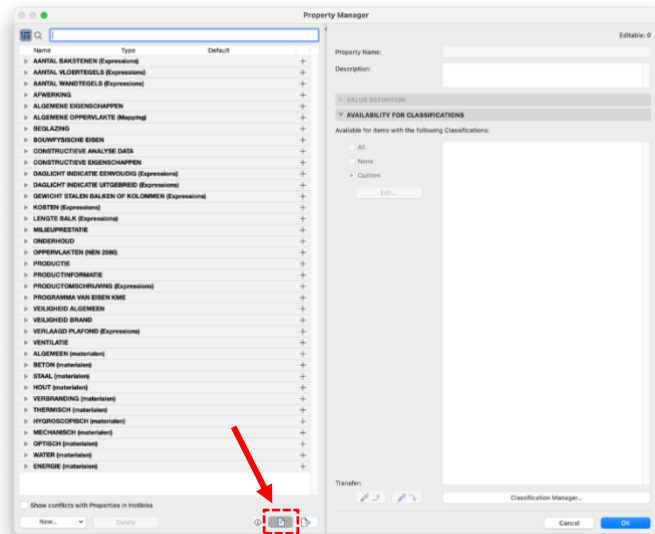 Property Manager
Editable: 0
Name Type Default
AANTAL BAKSTENEN (Expressions)
AANTAL VLOERTEGELS (Expressions)
AANTAL WANDTEGELS (Expressions)
AFWERKING
ALGEMENE EIGENSCHAPPEN
ALGEMENE OPPERVLAKTE (Mapping)
BEGLAZING
BOUWFYSISCHE EISEN
CONSTRUCTIEVE ANALYSE DATA
CONSTRUCTIEVE EIGENSCHAPPEN
DAGLICHT INDICATIE EENVOUDIG (Expressions)
DAGLICHT INDICATIE UITGEBREID (Expressions)
GEWICHT STALEN BALKEN OF KOLOMMEN (Expressions)
KOSTEN (Expressions)
LENGTE BALK (Expressions)
MILIEUPRESTATIE
ONDERHOUD
OPPERVLAKTEN (NEN 2580)
PRODUCTIE
PRODUCTINFORMATIE
PRODUCTOMSCHRIJVING (Expressions)
PROGRAMMA VAN EISEN KME
VEILIGHEID ALGEMEEN
VEILIGHEID BRAND
VERLAAGD PLAFOND (Expressions)
VENTILATIE
ALGEMEEN (materialen)
BETON (materialen)
STAAL (materialen)
HOUT (materialen)
VERBRANDING (materialen)
THERMISCH (materialen)
HYGROSCOPISCH (materialen)
MECHANISCH (materialen)
OPTISCH (materialen)
WATER (materialen)
ENERGIE (materialen)
Show conflicts with Properties in Hotlinks
New... Delete
Property Name:
Description:
VALUE DEFINITION
AVAILABILITY FOR CLASSIFICATIONS
Available for items with the following Classifications:
All
None
Custom
Edit...
Transfer:
Classification Manager...
Cancel OK